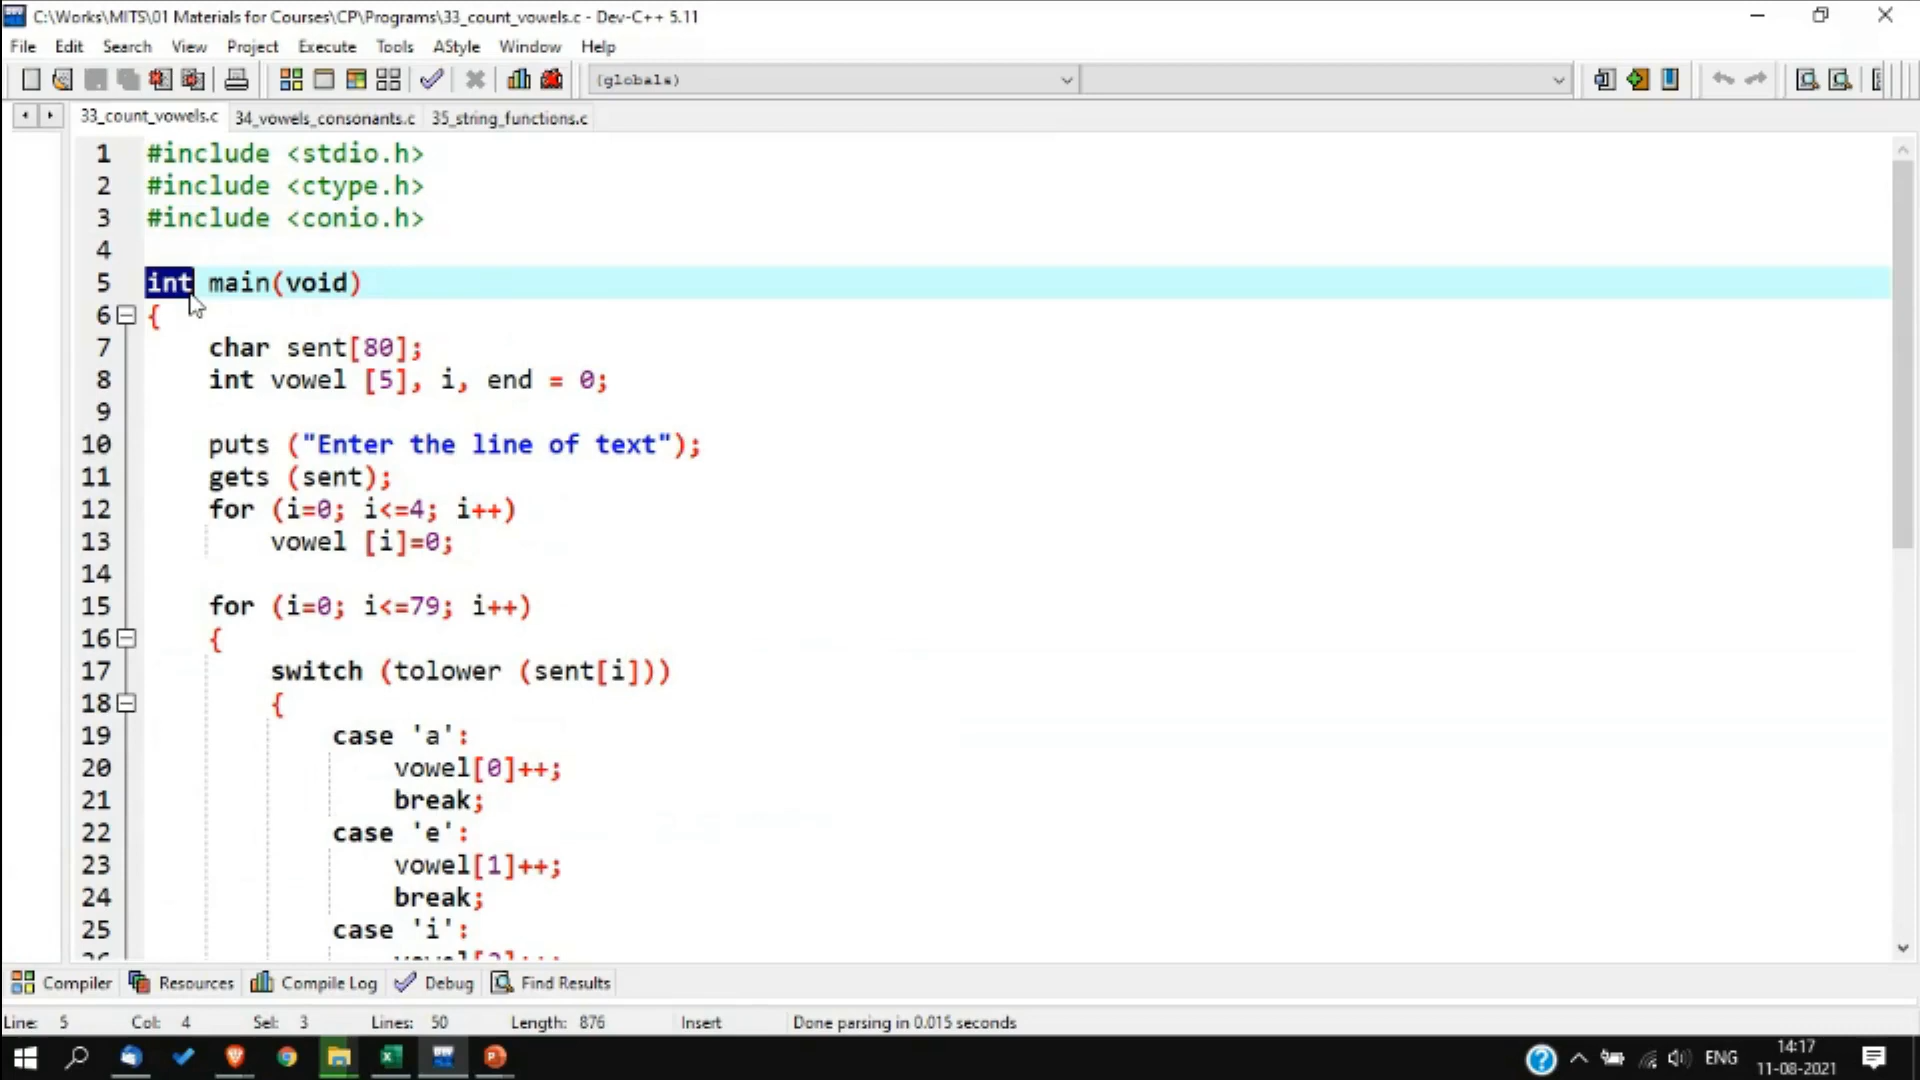 C:\Works\MITS\01 Materials for Courses\CP\Programs\33_count_vowels.c - Dev-C++ 5.11
File Edit Search View Project Execute Tools AStyle Window Help
(globals)
33_count_vowels.c 34_vowels_consonants.c 35_string_functions.c
1 #include <stdio.h>
2 #include <ctype.h>
3 #include <conio.h>
4
5 int main(void)
6 {
7 char sent[80];
8 int vowel [5], i, end = 0;
9
10 puts ("Enter the line of text");
11 gets (sent);
12 for (i=0; i<=4; i++)
13 vowel [i]=0;
14
15 for (i=0; i<=79; i++)
16 {
17 switch (tolower (sent[i]))
18 {
19 case 'a':
20 vowel[0]++;
21 break;
22 case 'e':
23 vowel[1]++;
24 break;
25 case 'i':
Compiler Resources Compile Log Debug Find Results
Line: 5 Col: 4 Sel: 3 Lines: 50 Length: 876 Insert Done parsing in 0.015 seconds
ENG
14:17
11-08-2021